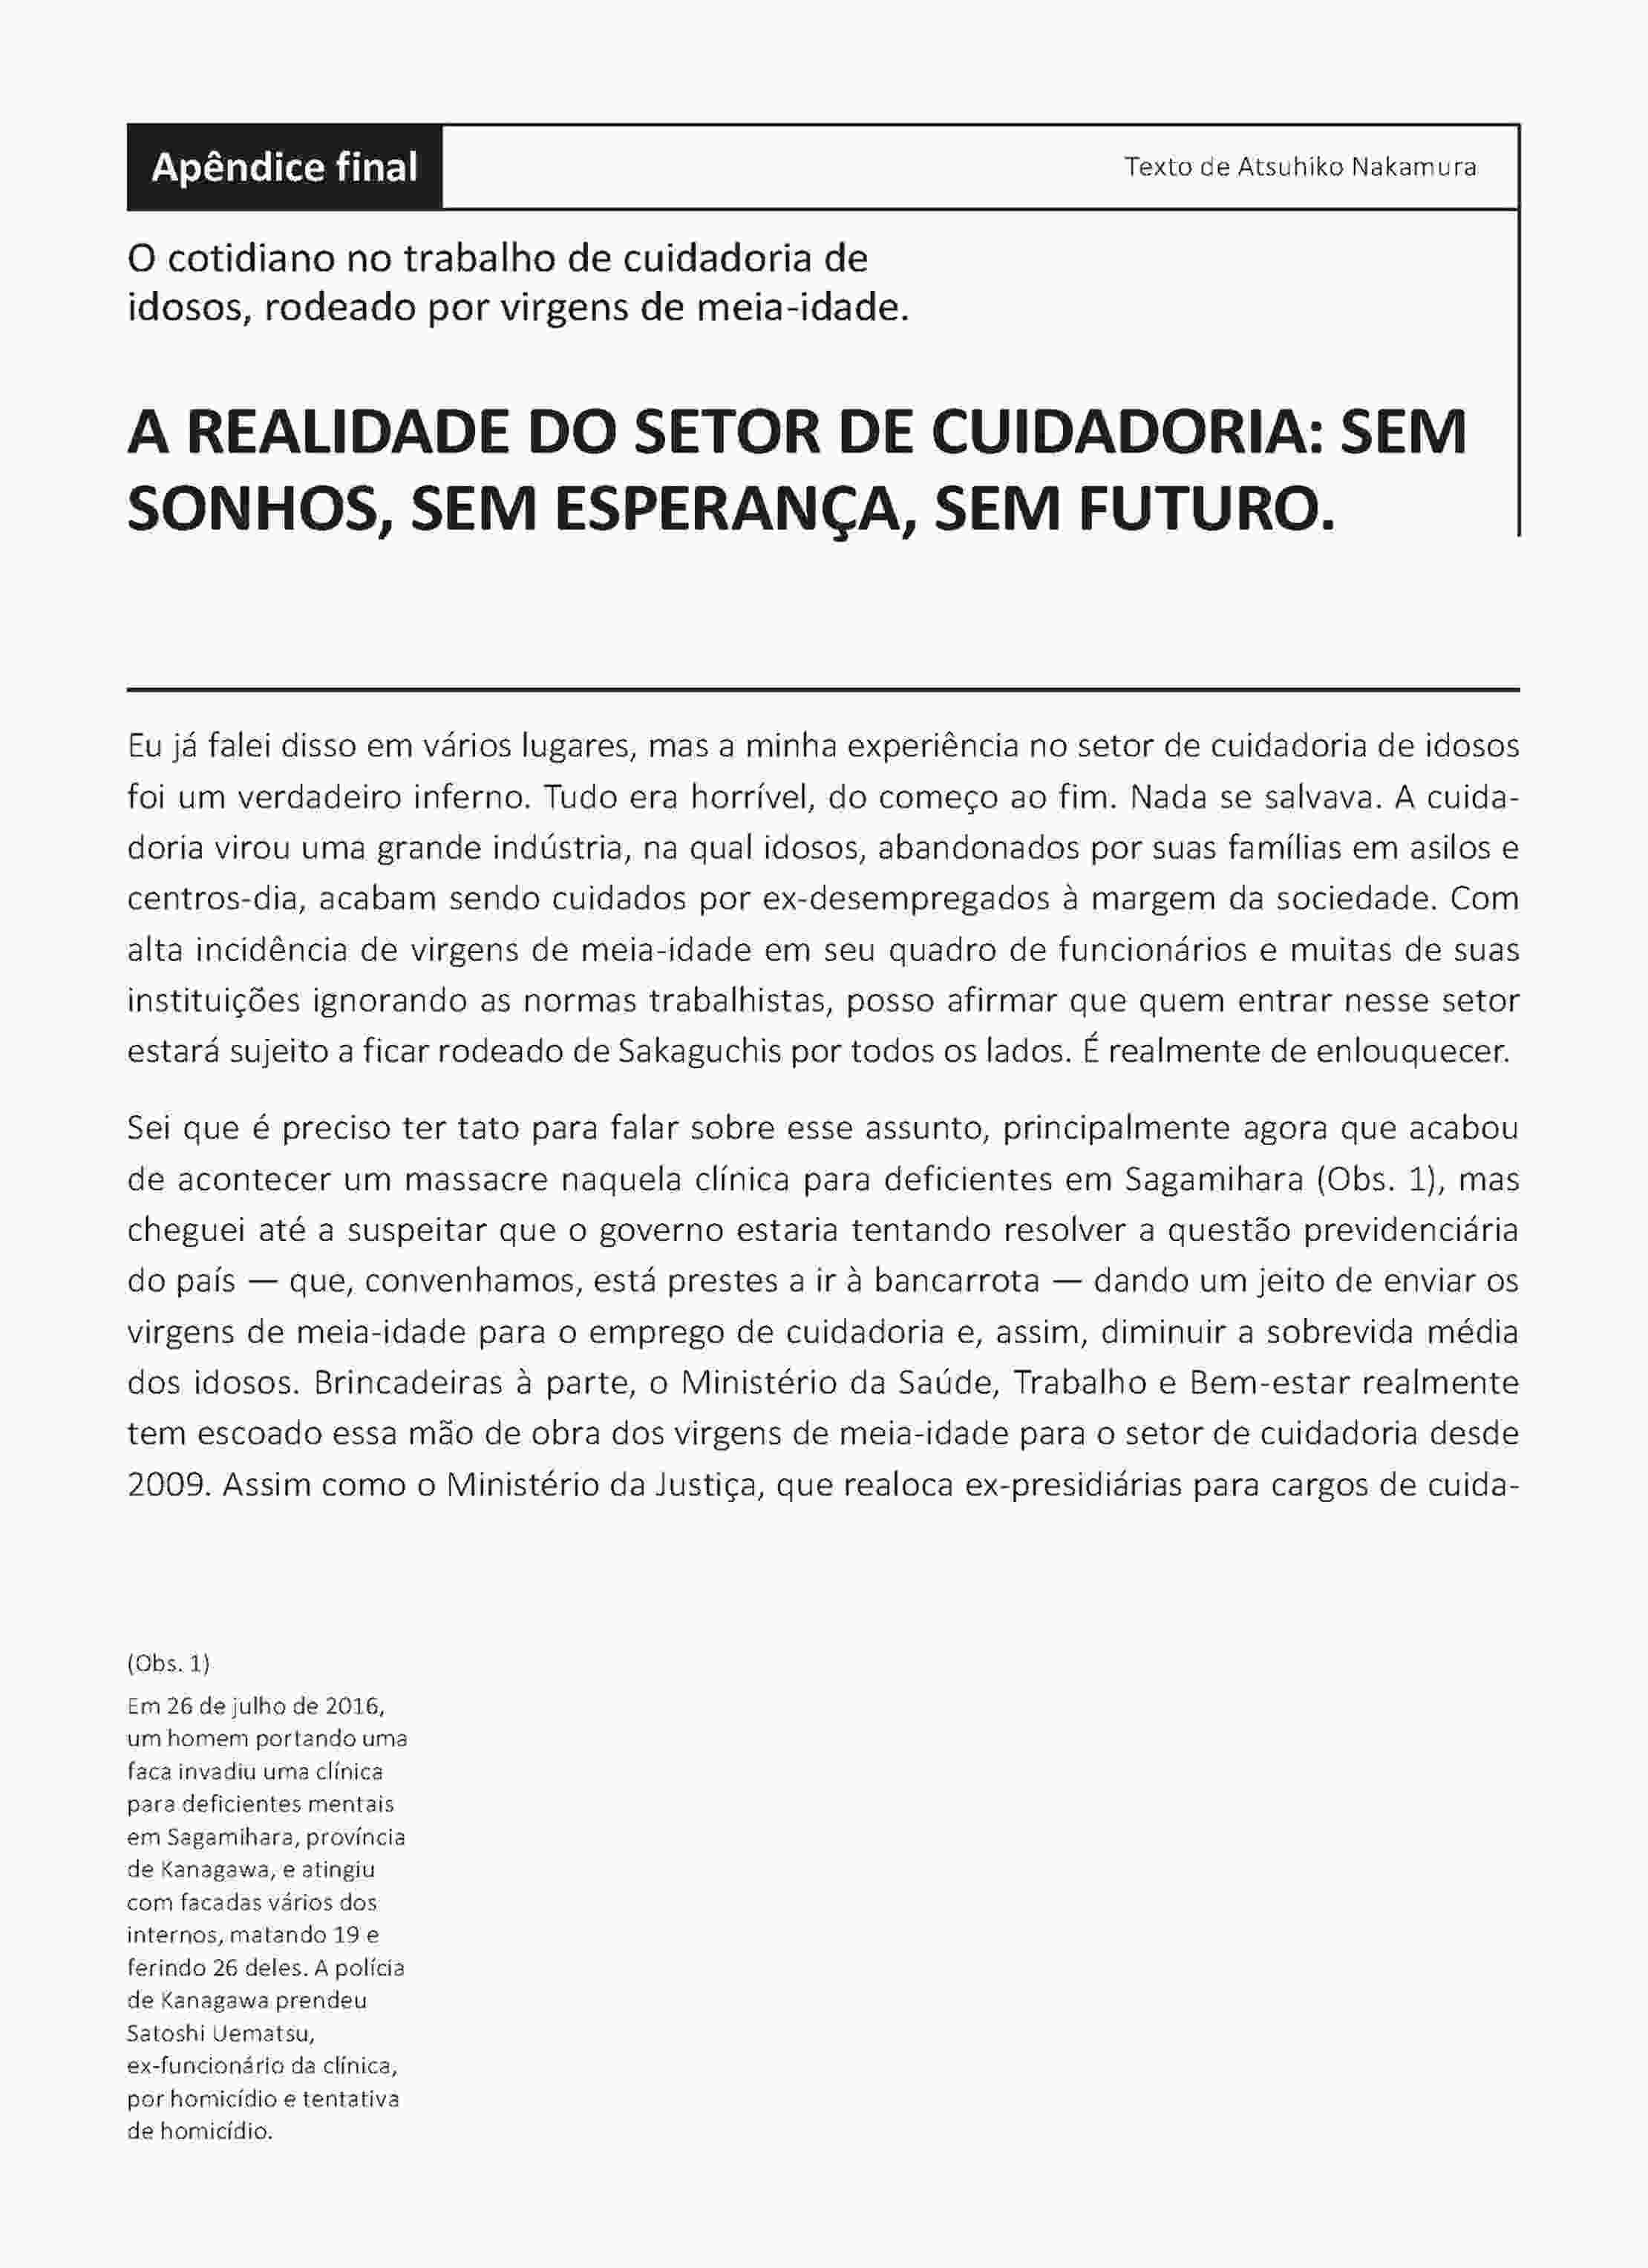 Apêndice final
Texto de Atsuhiko Nakamura
O cotidiano no trabalho de cuidadoria de
idosos, rodeado por virgens de meia-idade.
A REALIDADE DO SETOR DE CUIDADORIA: SEM
SONHOS, SEM ESPERANÇA, SEM FUTURO.
Eu já falei disso em vários lugares, mas a minha experiência no setor de cuidadoria de idosos
foi um verdadeiro inferno. Tudo era horrível, do começo ao fim. Nada se salvava. A cuida-
doria virou uma grande indústria, na qual idosos, abandonados por suas famílias em asilos e
centros-dia, acabam sendo cuidados por ex-desempregados à margem da sociedade. Com
alta incidência de virgens de meia-idade em seu quadro de funcionários e muitas de suas
instituições ignorando as normas trabalhistas, posso afirmar que quem entrar nesse setor
estará sujeito a ficar rodeado de Sakaguchis por todos os lados. É realmente de enlouquecer.
Sei que é preciso ter tato para falar sobre esse assunto, principalmente agora que acabou
de acontecer um massacre naquela clínica para deficientes em Sagamihara (Obs. 1), mas
cheguei até a suspeitar que o governo estaria tentando resolver a questão previdenciária
do país — que, convenhamos, está prestes a ir à bancarrota — dando um jeito de enviar os
virgens de meia-idade para o emprego de cuidadoria e, assim, diminuir a sobrevida média
dos idosos. Brincadeiras à parte, o Ministério da Saúde, Trabalho e Bem-estar realmente
tem escoado essa mão de obra dos virgens de meia-idade para o setor de cuidadoria desde
2009. Assim como o Ministério da Justiça, que realoca ex-presidiárias para cargos de cuida-
(Obs. 1)
Em 26 de julho de 2016,
um homem portando uma
faca invadiu uma clínica
para deficientes mentais
em Sagamihara, província
de Kanagawa, e atingiu
com facadas vários dos
internos, matando 19 e
ferindo 26 deles. A polícia
de Kanagawa prendeu
Satoshi Uematsu,
ex-funcionário da clínica,
por homicídio e tentativa
de homicídio.